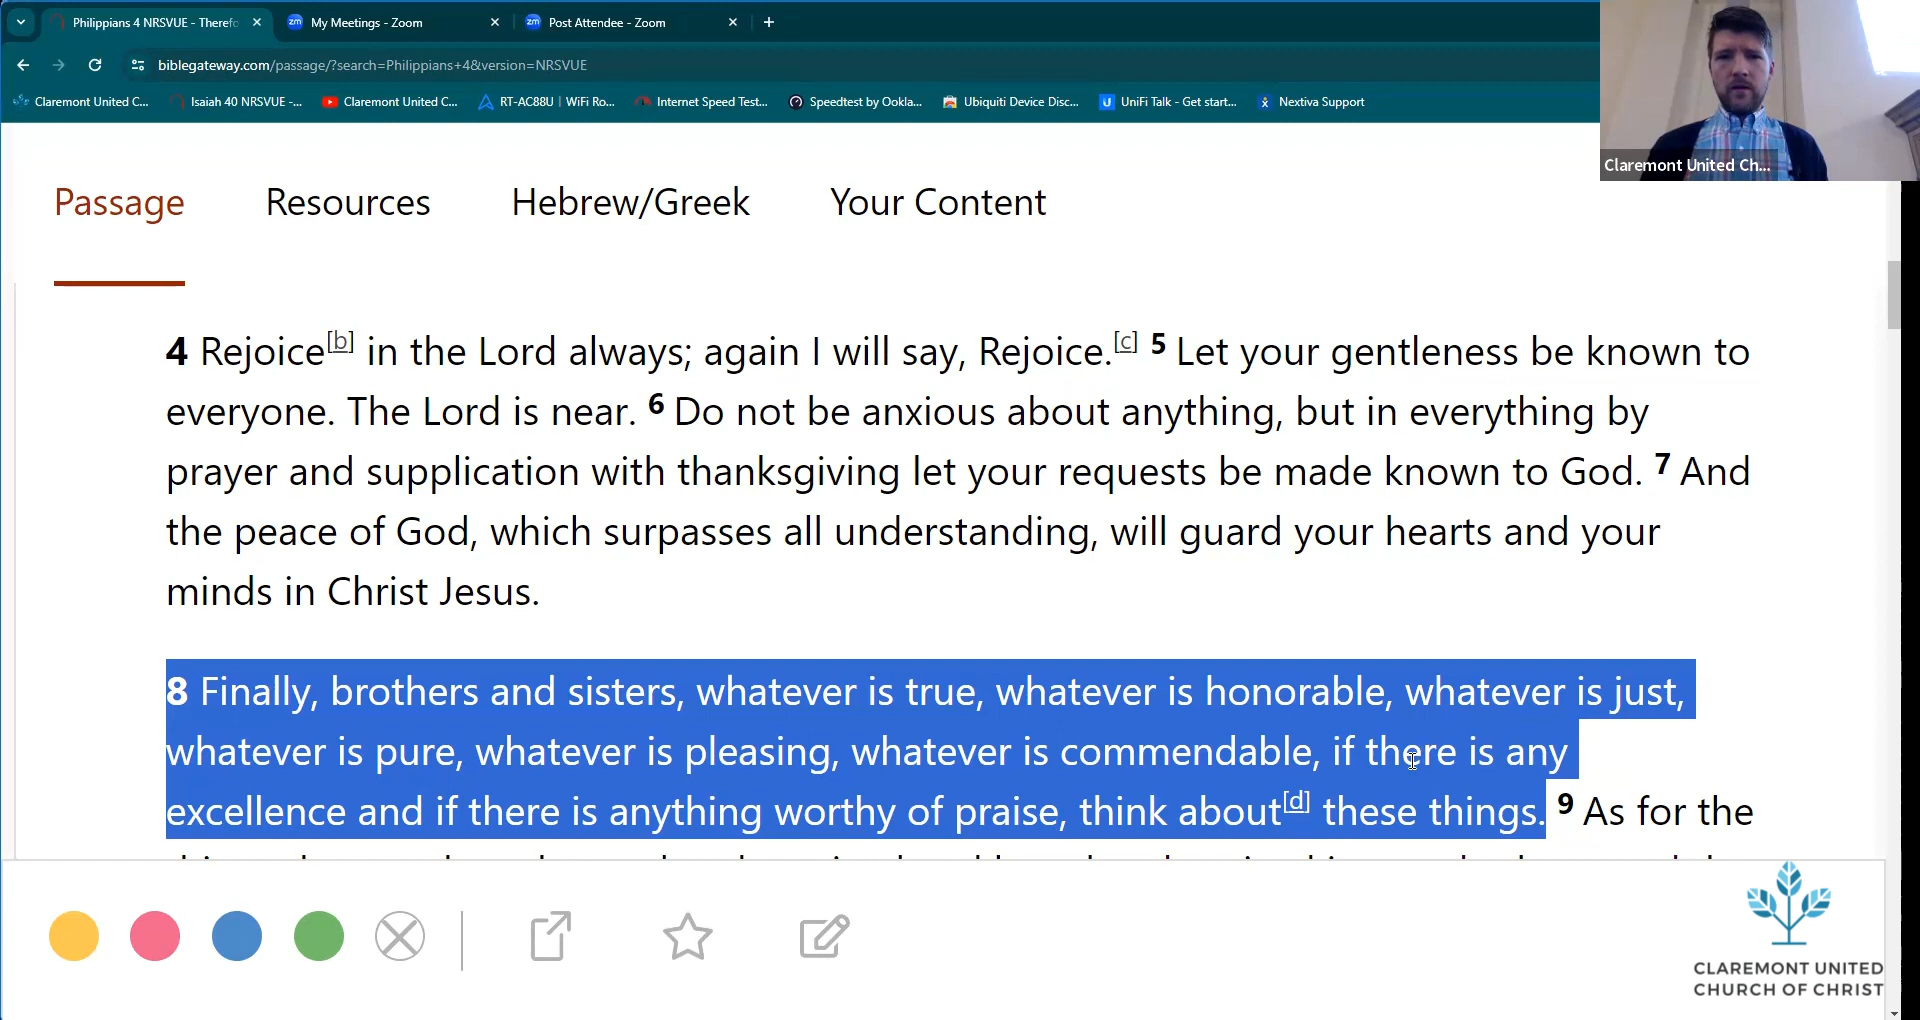 Philippians 4 NRSVUE - Therefo
My Meetings - Zoom
Post Attendee - Zoom
biblegateway.com/passage/?search=Philippians+4&version=NRSVUE
Claremont United C...
Isaiah 40 NRSVUE -...
Claremont United C...
RT-AC88U | WiFi Ro...
Internet Speed Test...
Speedtest by Ookla...
Ubiquiti Device Disc...
UniFi Talk - Get start...
Nextiva Support
Claremont United Ch...
Passage
Resources
Hebrew/Greek
Your Content
4 Rejoice[b] in the Lord always; again I will say, Rejoice.[c] 5 Let your gentleness be known to
everyone. The Lord is near. 6 Do not be anxious about anything, but in everything by
prayer and supplication with thanksgiving let your requests be made known to God. 7 And
the peace of God, which surpasses all understanding, will guard your hearts and your
minds in Christ Jesus.
8 Finally, brothers and sisters, whatever is true, whatever is honorable, whatever is just,
whatever is pure, whatever is pleasing, whatever is commendable, if there is any
excellence and if there is anything worthy of praise, think about[d] these things. 9 As for the
CLAREMONT UNITED
CHURCH OF CHRIST